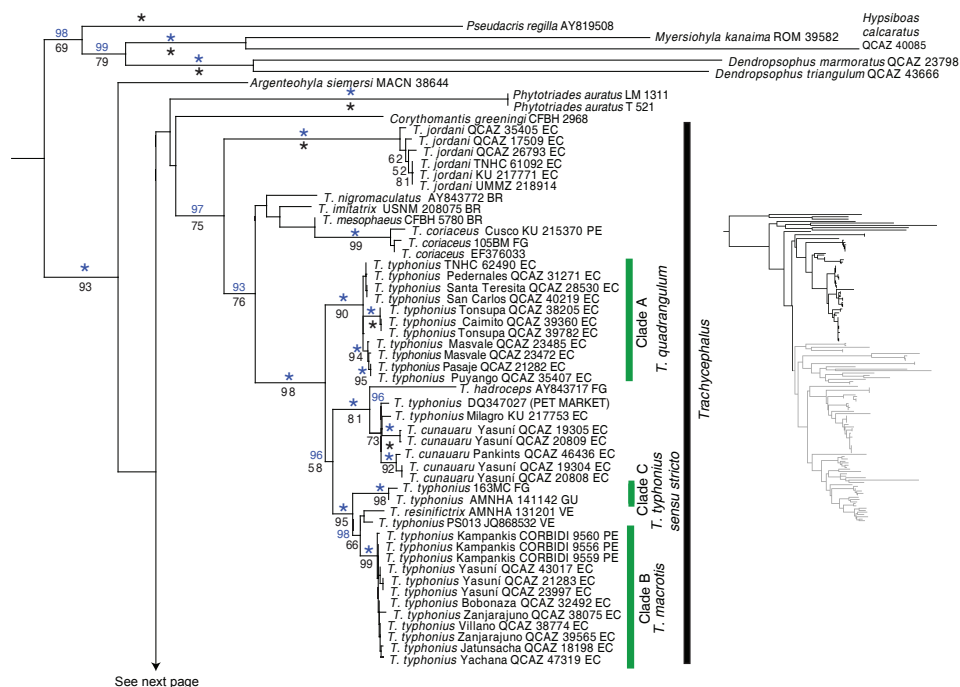 *
Pseudacris regilla AY819508
98
69
99
79
*
*
Myersiohyla kanaima ROM 39582
Hypsiboas
calcaratus
QCAZ 40085
*
*
Dendropsophus marmoratus QCAZ 23798
Dendropsophus triangulum QCAZ 43666
Argenteohyla siemersi MACN 38644
*
*
Phytotriades auratus LM 1311
Phytotriades auratus T 521
Corythomantis greeningi CFBH 2968
*
*
T. jordani QCAZ 35405 EC
T. jordani QCAZ 17509 EC
T. jordani QCAZ 26793 EC
T. jordani TNHC 61092 EC
T. jordani KU 217771 EC
T. jordani UMMZ 218914
62
52
81
97
75
T. nigromaculatus AY843772 BR
T. imitatrix USNM 208075 BR
T. mesophaeus CFBH 5780 BR
*
99
T. coriaceus Cusco KU 215370 PE
T. coriaceus 105BM FG
T. coriaceus EF376033
*
93
93
76
T. typhonius TNHC 62490 EC
T. typhonius Pedernales QCAZ 31271 EC
T. typhonius Santa Teresita QCAZ 28530 EC
T. typhonius San Carlos QCAZ 40219 EC
*
90
*
*
T. typhonius Tonsupa QCAZ 38205 EC
T. typhonius Caimito QCAZ 39360 EC
T. typhonius Tonsupa QCAZ 39782 EC
*
94
T. typhonius Masvale QCAZ 23485 EC
T. typhonius Masvale QCAZ 23472 EC
*
95
T. typhonius Pasaje QCAZ 21282 EC
T. typhonius Puyango QCAZ 35407 EC
Clade A
T. quadrangulum
*
98
T. hadroceps AY843717 FG
*
81
96
73
T. typhonius DQ347027 (PET MARKET)
T. typhonius Milagro KU 217753 EC
*
*
T. cunauaru Yasuní QCAZ 19305 EC
T. cunauaru Yasuní QCAZ 20809 EC
*
92
T. cunauaru Pankints QCAZ 46436 EC
T. cunauaru Yasuní QCAZ 19304 EC
T. cunauaru Yasuní QCAZ 20808 EC
96
58
*
98
T. typhonius 163MC FG
T. typhonius AMNHA 141142 GU
Clade C
T. typhonius
sensu stricto
*
95
T. resinifictrix AMNHA 131201 VE
T. typhonius PS013 JQ868532 VE
98
66
*
99
T. typhonius Kampankis CORBIDI 9560 PE
T. typhonius Kampankis CORBIDI 9556 PE
T. typhonius Kampankis CORBIDI 9559 PE
T. typhonius Yasuní QCAZ 43017 EC
T. typhonius Yasuní QCAZ 21283 EC
T. typhonius Yasuní QCAZ 23997 EC
T. typhonius Bobonaza QCAZ 32492 EC
T. typhonius Zanjarajuno QCAZ 38075 EC
T. typhonius Villano QCAZ 38774 EC
T. typhonius Zanjarajuno QCAZ 39565 EC
T. typhonius Jatunsacha QCAZ 18198 EC
T. typhonius Yachana QCAZ 47319 EC
Clade B
T. macrotis
Trachycephalus
See next page